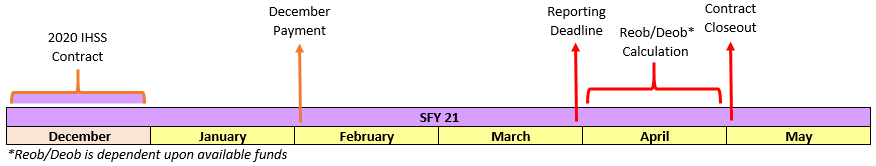 2020 IHSS
Contract
December
Payment
Reporting
Deadline
Reob/Deob*
Calculation
Contract
Closeout
SFY 21
December January February March April May
*Reob/Deob is dependent upon available funds